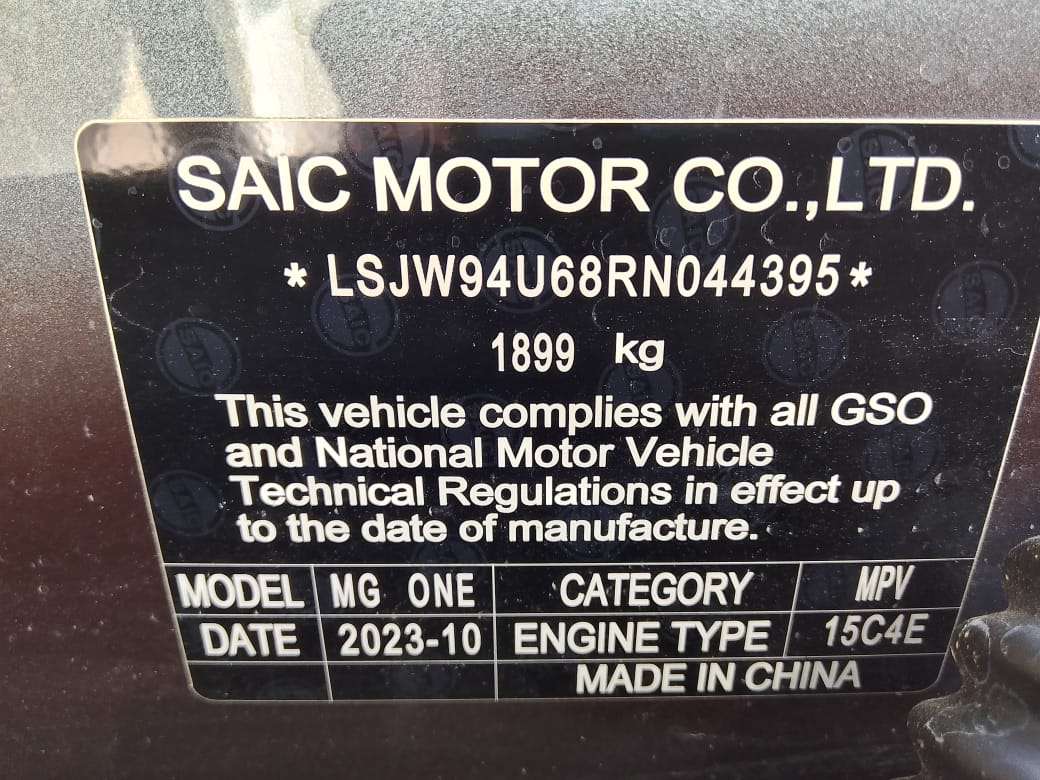 SAIC MOTOR CO.,LTD.
* LSJW94U68RN044395 *
1899 kg
This vehicle complies with all GSO
and National Motor Vehicle
Technical Regulations in effect up
to the date of manufacture.
MODEL MG ONE CATEGORY MPV
DATE 2023-10 ENGINE TYPE 15C4E
MADE IN CHINA